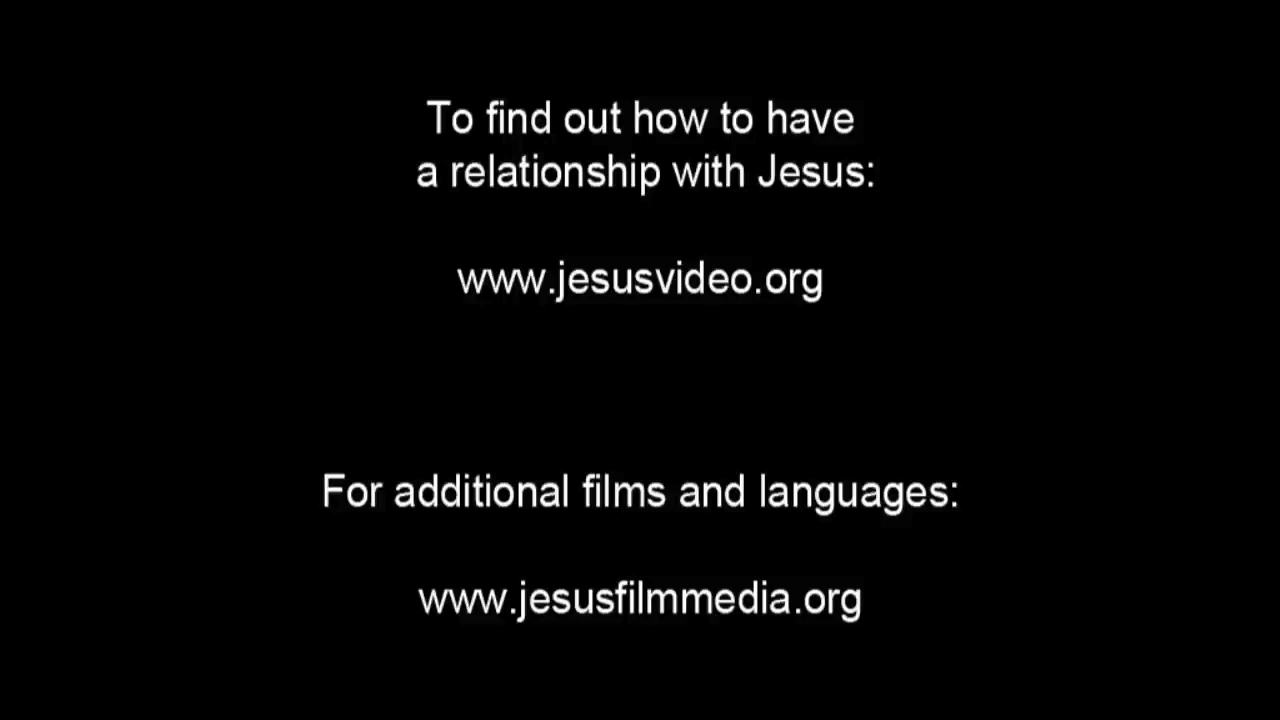 To find out how to have
a relationship with Jesus:
www.jesusvideo.org
For additional films and languages:
www.jesusfilmmedia.org